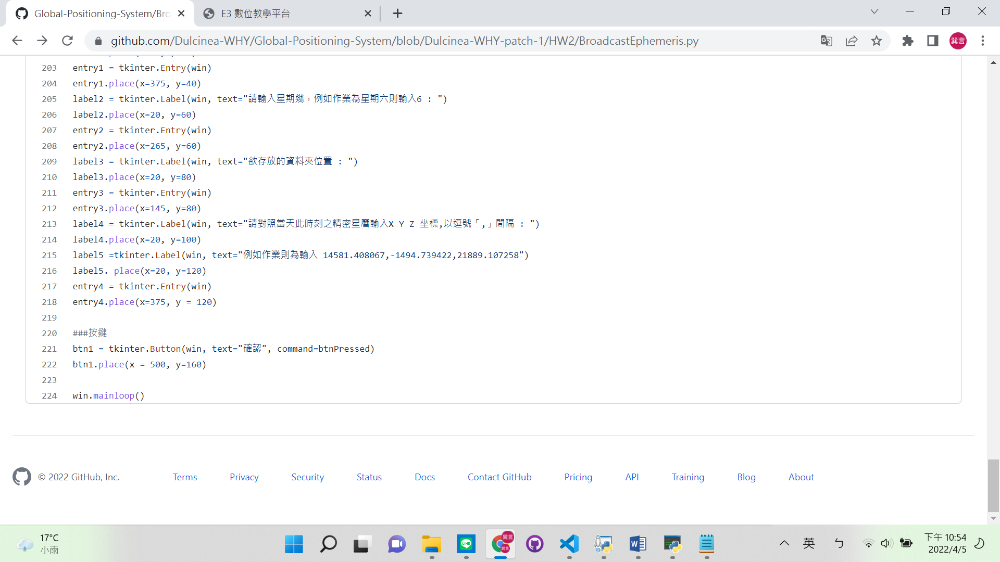 Global-Positioning-System/Bro
E3 數位教學平台
github.com/Dulcinea-WHY/Global-Positioning-System/blob/Dulcinea-WHY-patch-1/HW2/BroadcastEphemeris.py
巽言
203 entry1 = tkinter.Entry(win)
204 entry1.place(x=375, y=40)
205 label2 = tkinter.Label(win, text="請輸入星期幾，例如作業為星期六則輸入6 : ")
206 label2.place(x=20, y=60)
207 entry2 = tkinter.Entry(win)
208 entry2.place(x=265, y=60)
209 label3 = tkinter.Label(win, text="欲存放的資料夾位置 : ")
210 label3.place(x=20, y=80)
211 entry3 = tkinter.Entry(win)
212 entry3.place(x=145, y=80)
213 label4 = tkinter.Label(win, text="請對照當天此時刻之精密星曆輸入X Y Z 坐標,以逗號「,」間隔 : ")
214 label4.place(x=20, y=100)
215 label5 =tkinter.Label(win, text="例如作業則為輸入 14581.408067,-1494.739422,21889.107258")
216 label5. place(x=20, y=120)
217 entry4 = tkinter.Entry(win)
218 entry4.place(x=375, y = 120)
219
220 ###按鍵
221 btn1 = tkinter.Button(win, text="確認", command=btnPressed)
222 btn1.place(x = 500, y=160)
223
224 win.mainloop()
© 2022 GitHub, Inc. Terms Privacy Security Status Docs Contact GitHub Pricing API Training Blog About
17°C
小雨
LINE
巽言
巽言
英
ㄅ
下午 10:54
2022/4/5